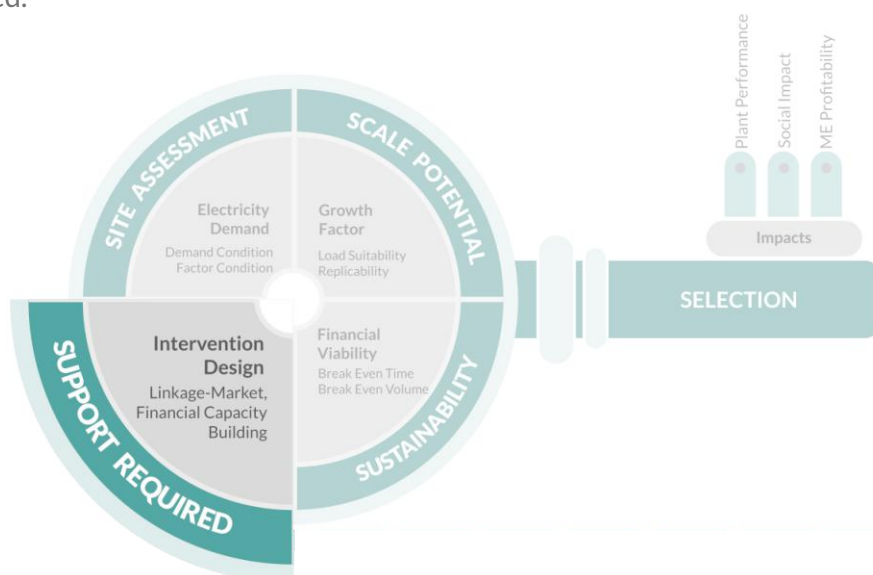 ed.
Plant Performance
Social Impact
ME Profitability
SITE ASSESSMENT
SCALE POTENTIAL
Electricity
Demand
Demand Condition
Factor Condition
Growth
Factor
Load Suitability
Replicability
Impacts
SELECTION
Intervention
Design
Linkage-Market,
Financial Capacity
Building
Financial
Viability
Break Even Time
Break Even Volume
SUPPORT REQUIRED
SUSTAINABILITY